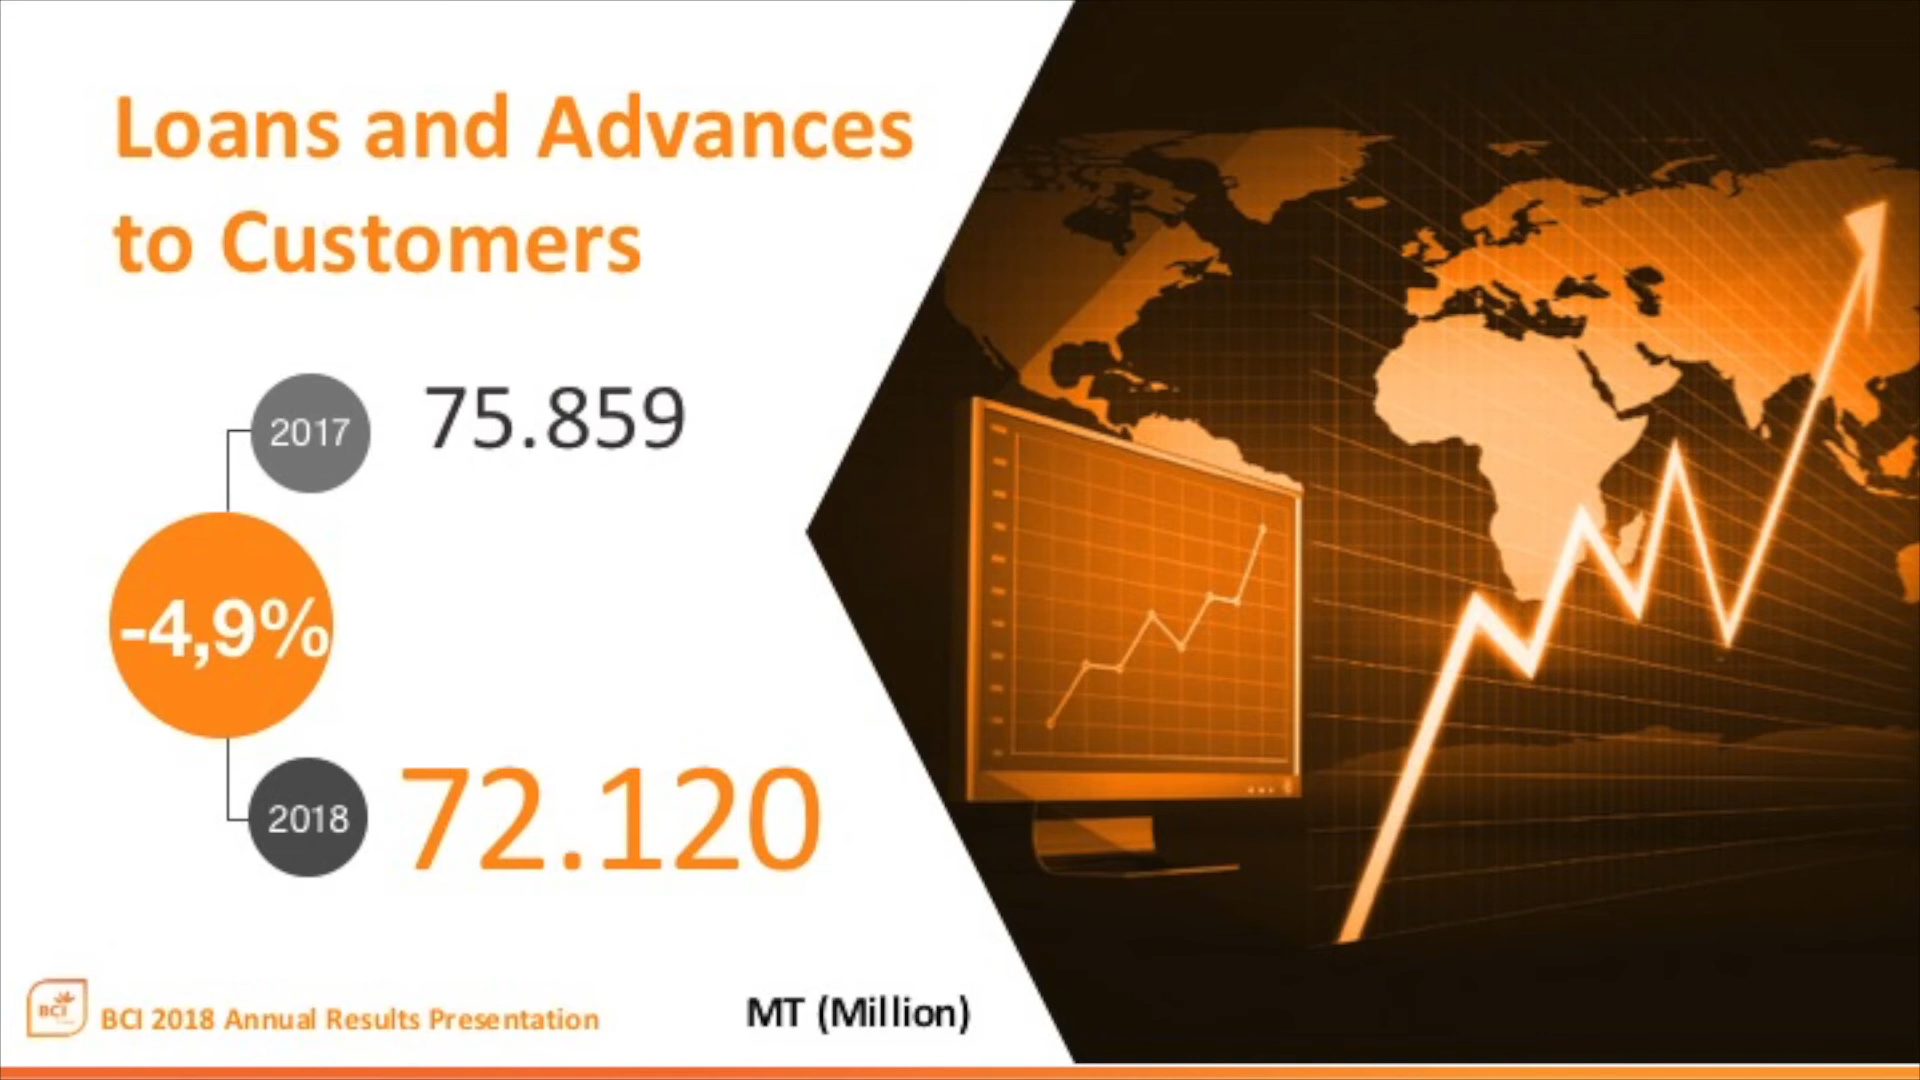 Loans and Advances
to Customers
2017 75.859
-4,9%
2018 72.120
BCI
BCI 2018 Annual Results Presentation
MT (Million)